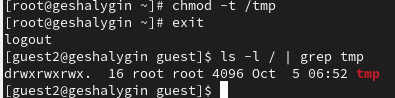 [root@geshalygin ~]# chmod -t /tmp
[root@geshalygin ~]# exit
logout
[guest2@geshalygin guest]$ ls -l / | grep tmp
drwxrwxrwx.  16 root root 4096 Oct  5 06:52 tmp
[guest2@geshalygin guest]$